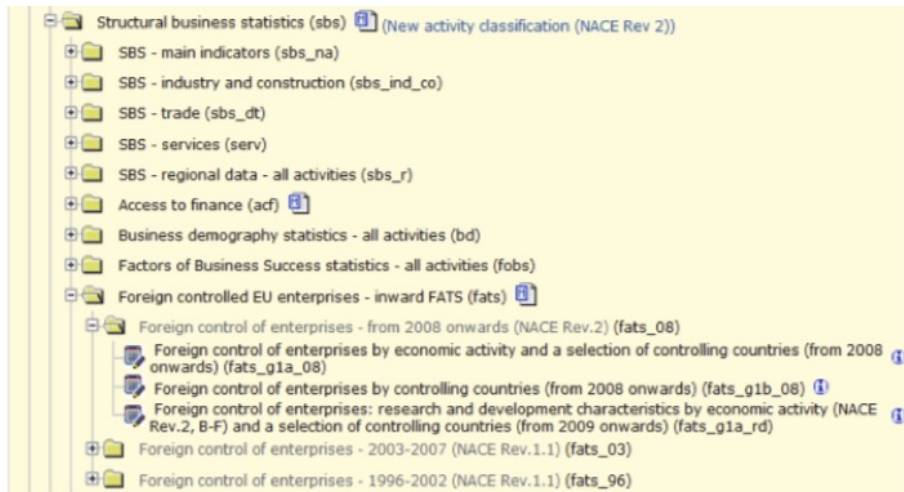 Structural business statistics (sbs) (New activity classification (NACE Rev 2))
SBS - main indicators (sbs_na)
SBS - industry and construction (sbs_ind_co)
SBS - trade (sbs_dt)
SBS - services (serv)
SBS - regional data - all activities (sbs_r)
Access to finance (acf)
Business demography statistics - all activities (bd)
Factors of Business Success statistics - all activities (fobs)
Foreign controlled EU enterprises - inward FATS (fats)
Foreign control of enterprises - from 2008 onwards (NACE Rev.2) (fats_08)
Foreign control of enterprises by economic activity and a selection of controlling countries (from 2008
onwards) (fats_g1a_08)
Foreign control of enterprises by controlling countries (from 2008 onwards) (fats_g1b_08)
Foreign control of enterprises: research and development characteristics by economic activity (NACE
Rev.2, B-F) and a selection of controlling countries (from 2009 onwards) (fats_g1a_rd)
Foreign control of enterprises - 2003-2007 (NACE Rev.1.1) (fats_03)
Foreign control of enterprises - 1996-2002 (NACE Rev.1.1) (fats_96)